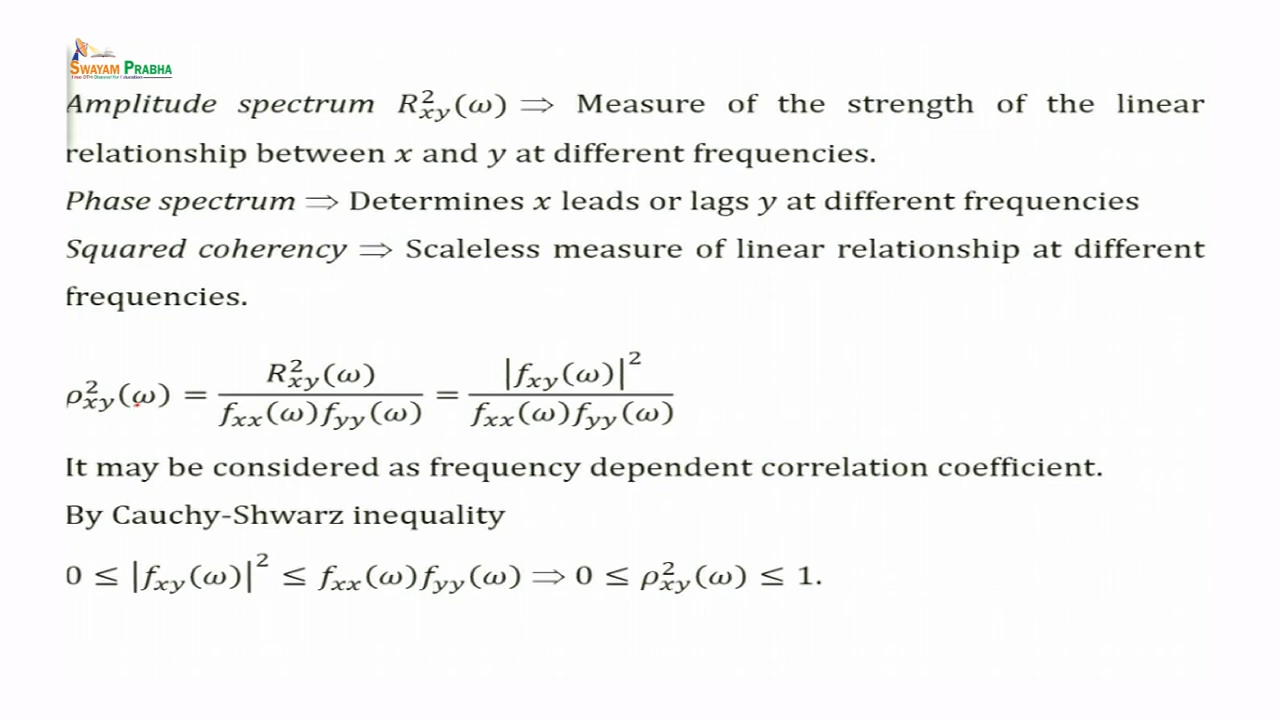 SWAYAM PRABHA
Amplitude spectrum R²xy(ω) ⟹ Measure of the strength of the linear
relationship between x and y at different frequencies.
Phase spectrum ⟹ Determines x leads or lags y at different frequencies
Squared coherency ⟹ Scaleless measure of linear relationship at different
frequencies.
ρ²xy(ω) = R²xy(ω) / fxx(ω)fyy(ω) = |fxy(ω)|² / fxx(ω)fyy(ω)
It may be considered as frequency dependent correlation coefficient.
By Cauchy-Shwarz inequality
0 ≤ |fxy(ω)|² ≤ fxx(ω)fyy(ω) ⟹ 0 ≤ ρ²xy(ω) ≤ 1.